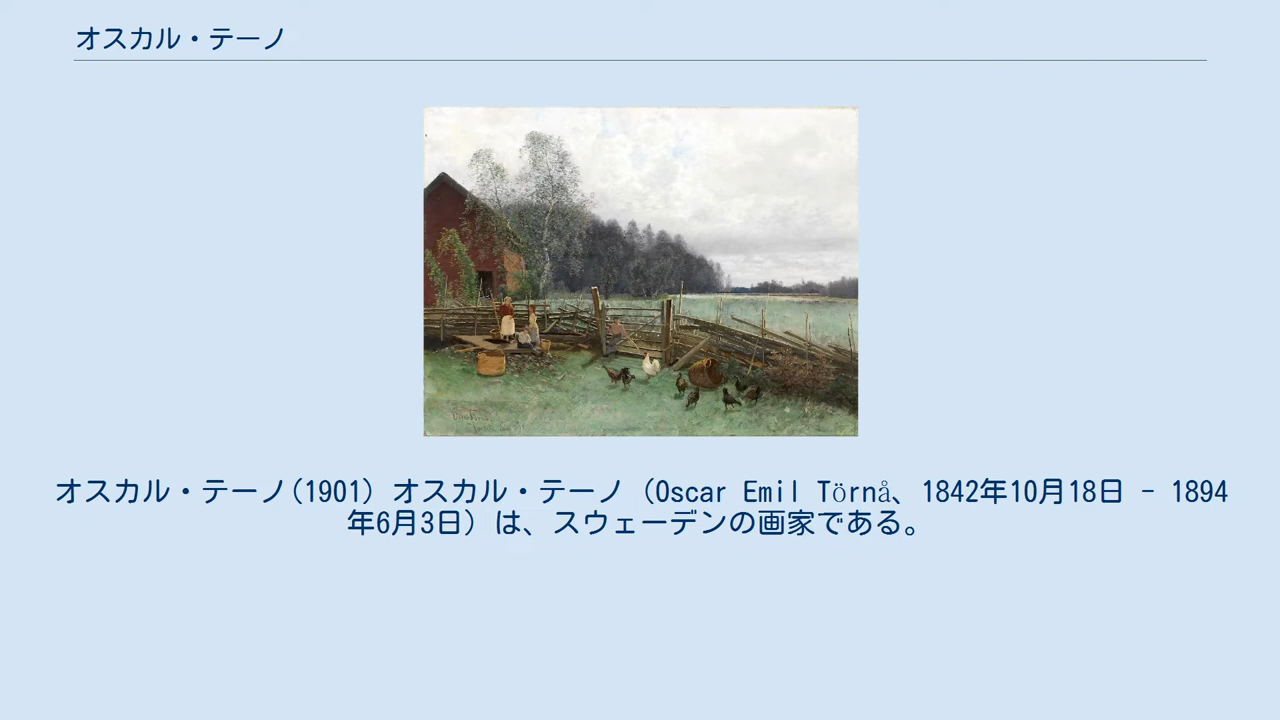 オスカル・テーノ
オスカル・テーノ(1901) オスカル・テーノ (Oscar Emil Törnå、1842年10月18日 - 1894
年6月3日) は、スウェーデンの画家である。